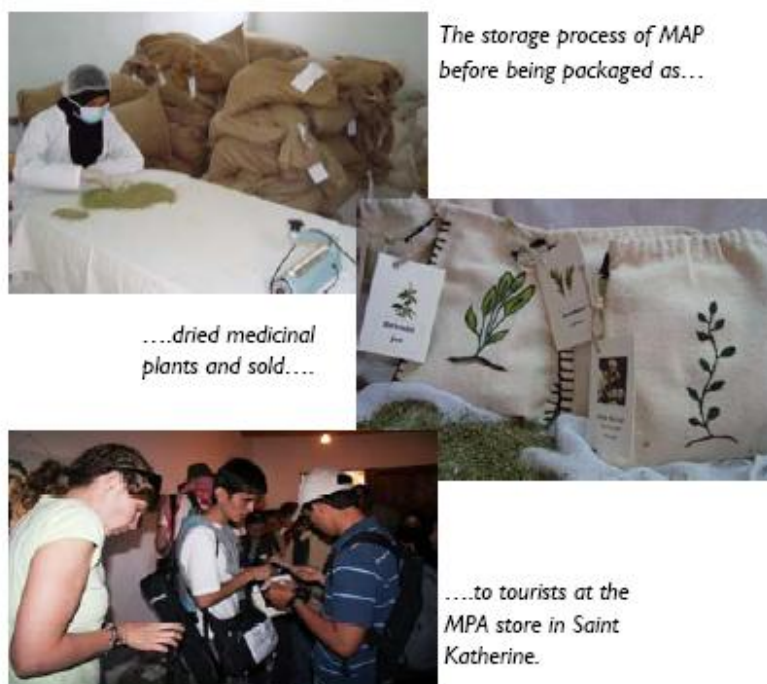 The storage process of MAP
before being packaged as…
….dried medicinal
plants and sold….
….to tourists at the
MPA store in Saint
Katherine.